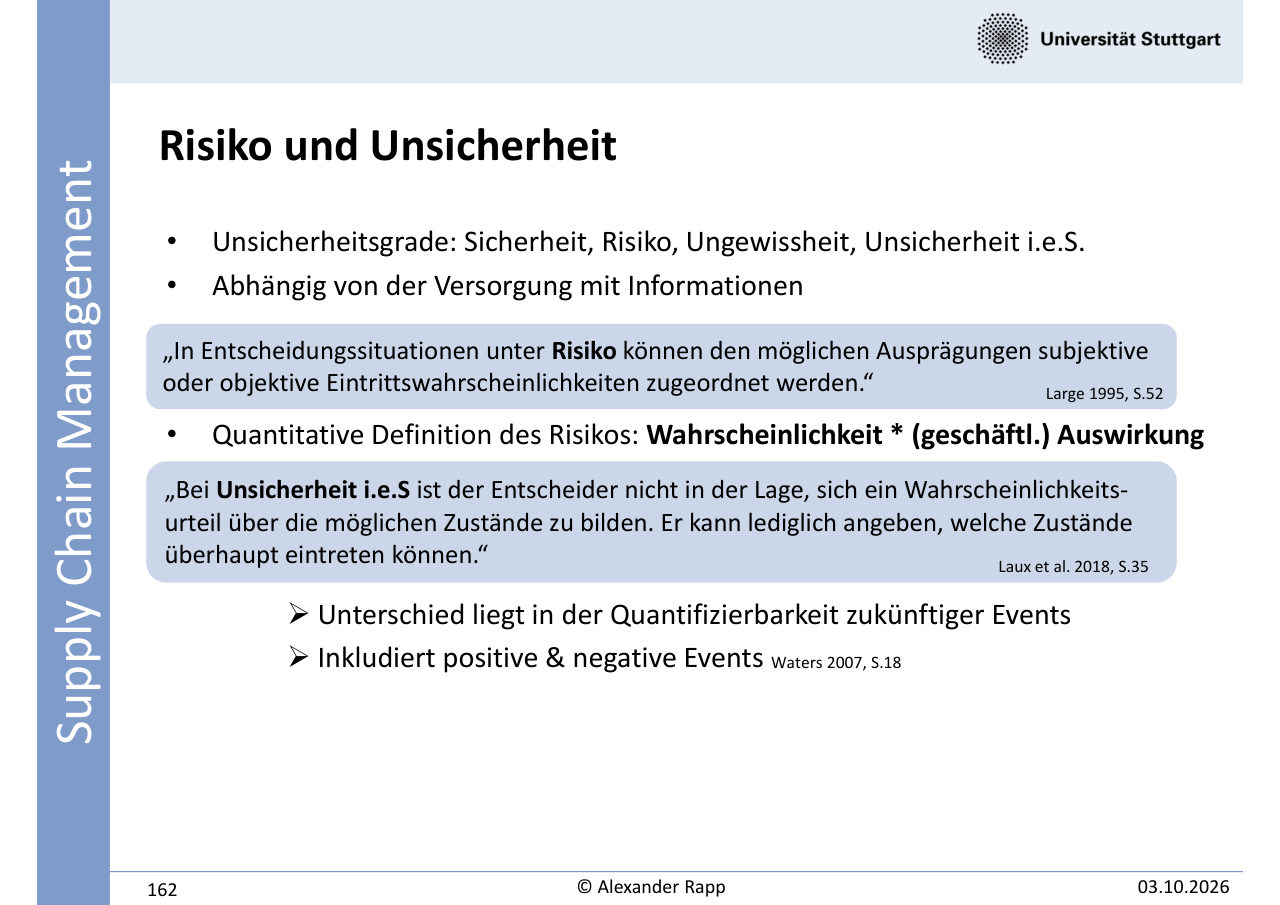 Universität Stuttgart
Supply Chain Management
Risiko und Unsicherheit
• Unsicherheitsgrade: Sicherheit, Risiko, Ungewissheit, Unsicherheit i.e.S.
• Abhängig von der Versorgung mit Informationen
„In Entscheidungssituationen unter Risiko können den möglichen Ausprägungen subjektive
oder objektive Eintrittswahrscheinlichkeiten zugeordnet werden.“
Large 1995, S.52
• Quantitative Definition des Risikos: Wahrscheinlichkeit * (geschäftl.) Auswirkung
„Bei Unsicherheit i.e.S ist der Entscheider nicht in der Lage, sich ein Wahrscheinlichkeits-
urteil über die möglichen Zustände zu bilden. Er kann lediglich angeben, welche Zustände
überhaupt eintreten können.“
Laux et al. 2018, S.35
➢ Unterschied liegt in der Quantifizierbarkeit zukünftiger Events
➢ Inkludiert positive & negative Events Waters 2007, S.18
162
© Alexander Rapp
03.10.2026